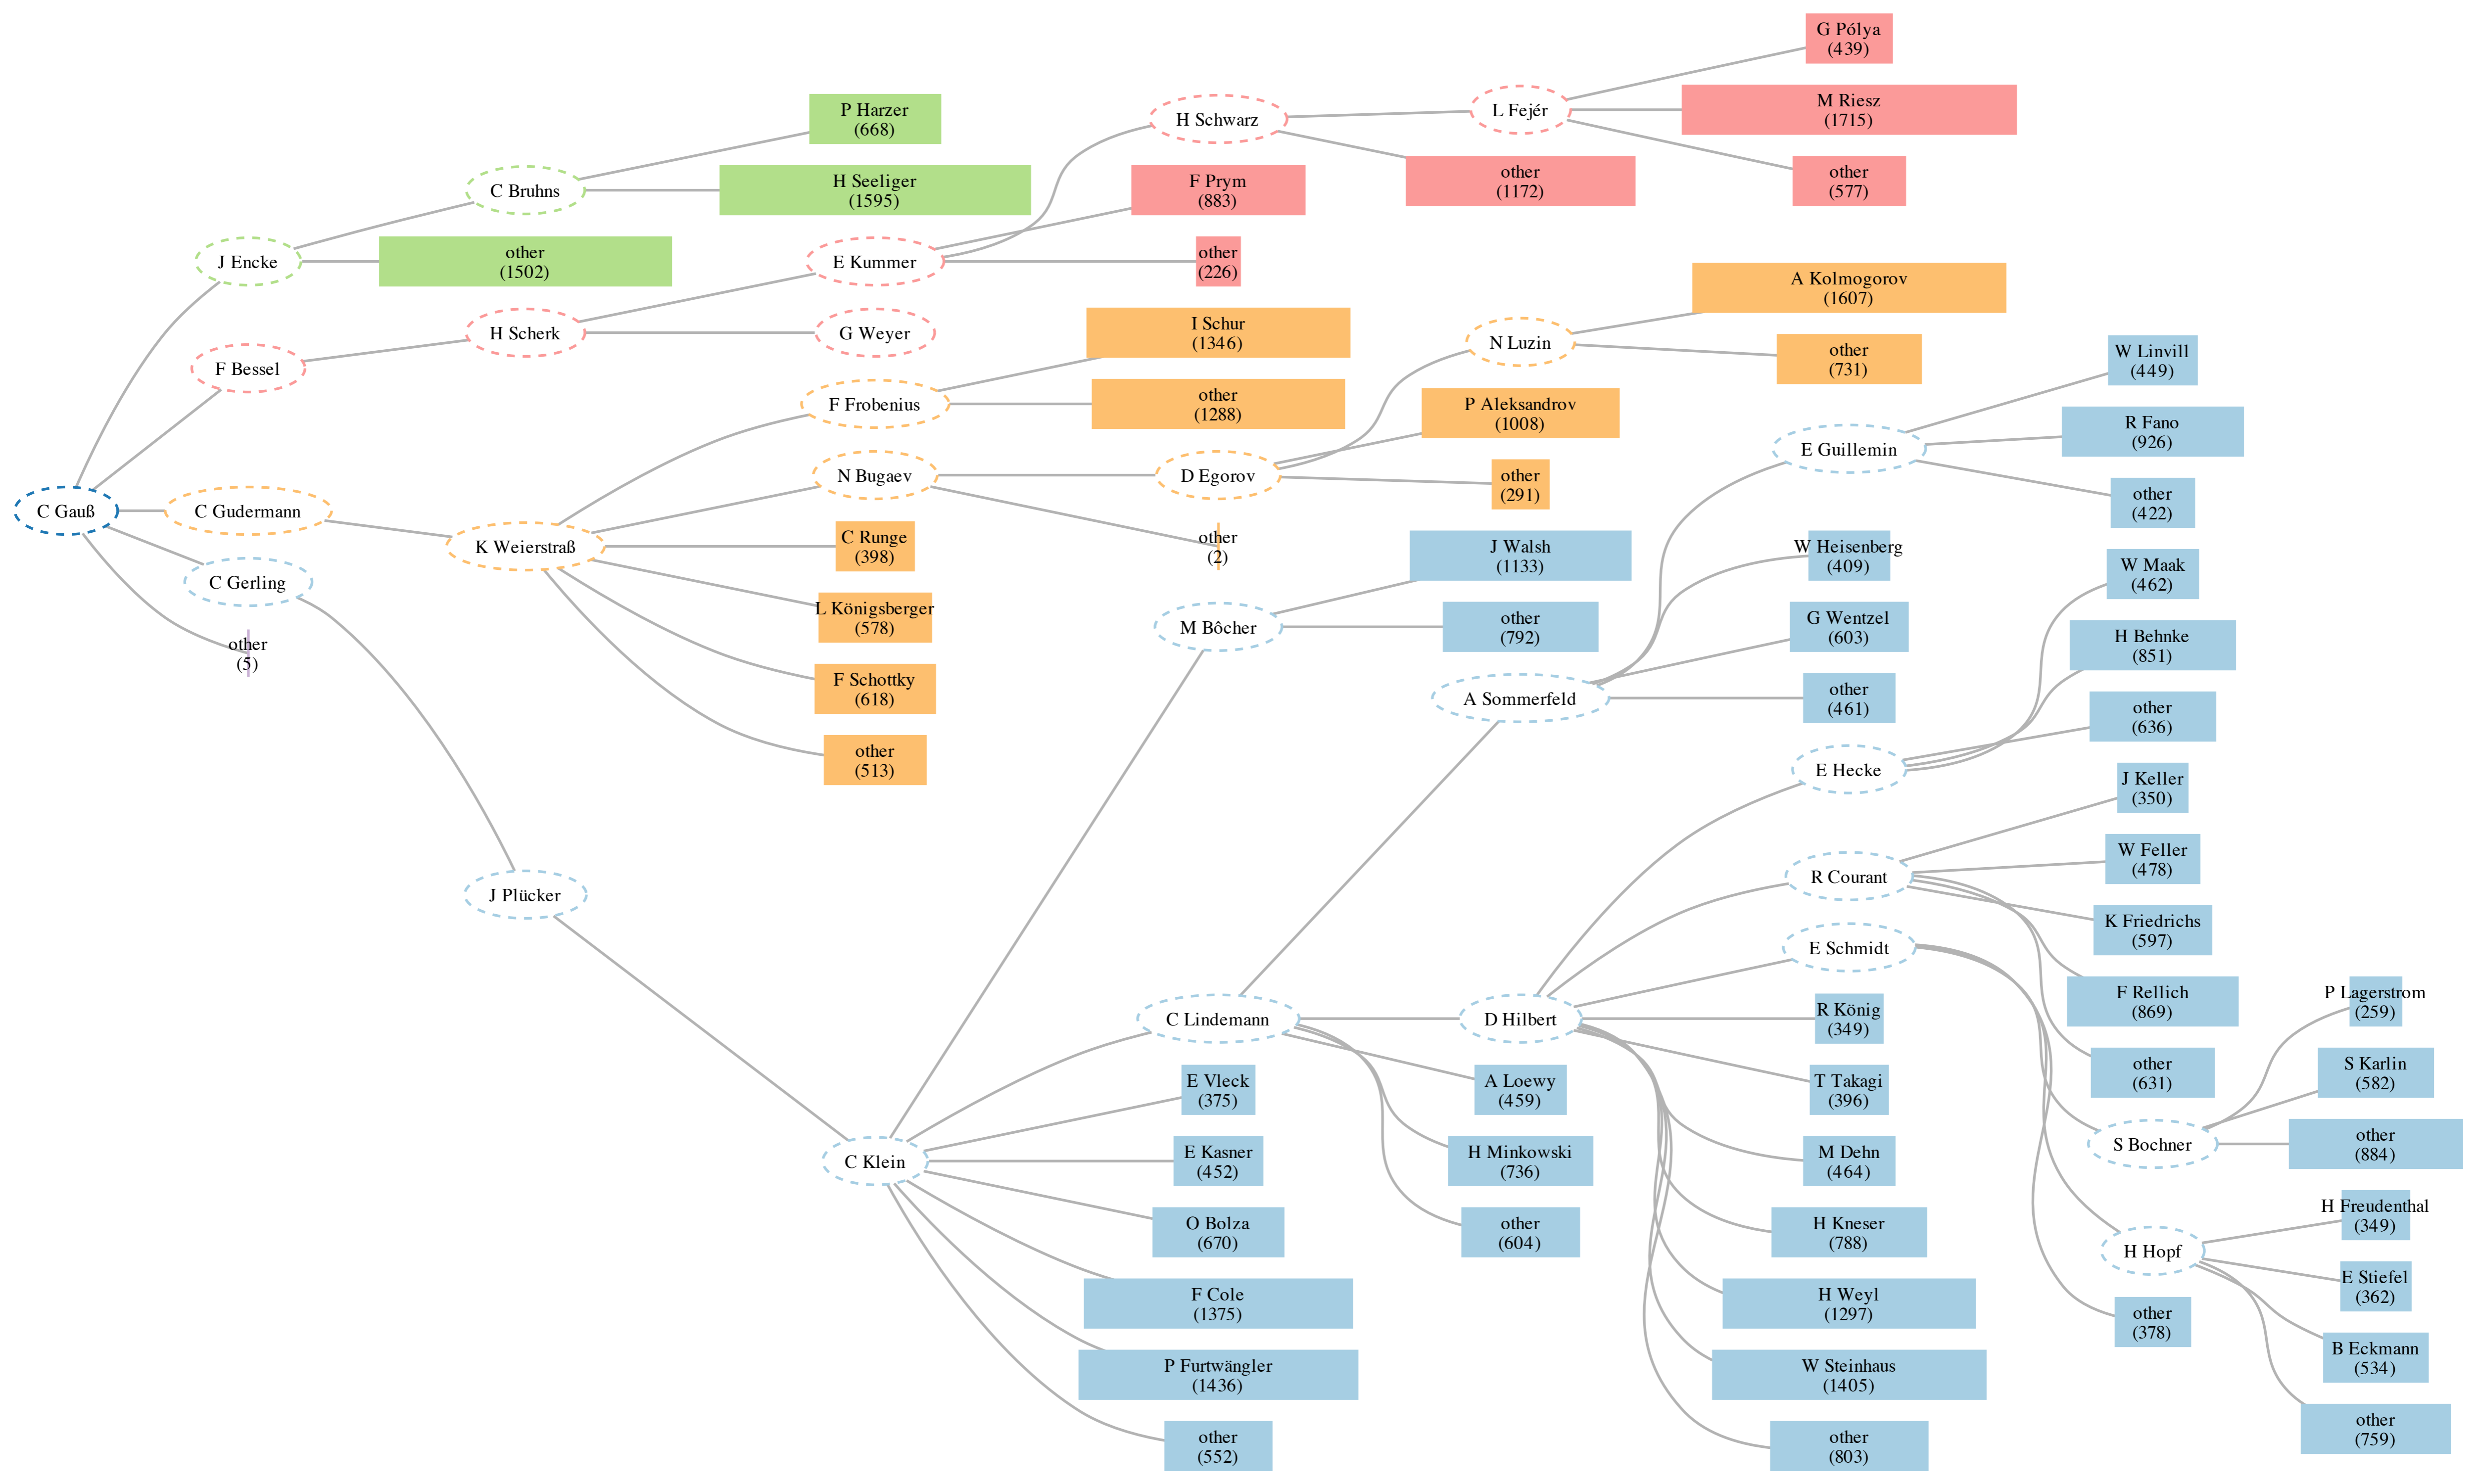 G Pólya
(439)
P Harzer
(668)
M Riesz
(1715)
L Fejér
H Schwarz
C Bruhns
H Seeliger
(1595)
F Prym
(883)
other
(1172)
other
(577)
J Encke
other
(1502)
E Kummer
other
(226)
A Kolmogorov
(1607)
H Scherk
G Weyer
I Schur
(1346)
N Luzin
other
(731)
W Linvill
(449)
F Bessel
F Frobenius
other
(1288)
P Aleksandrov
(1008)
R Fano
(926)
E Guillemin
N Bugaev
D Egorov
other
(291)
other
(422)
C Gauß
C Gudermann
K Weierstraß
C Runge
(398)
other
(2)
J Walsh
(1133)
W Heisenberg
(409)
W Maak
(462)
C Gerling
L Königsberger
(578)
M Bôcher
other
(792)
G Wentzel
(603)
H Behnke
(851)
other
(5)
F Schottky
(618)
A Sommerfeld
other
(461)
other
(636)
other
(513)
E Hecke
J Keller
(350)
J Plücker
R Courant
W Feller
(478)
K Friedrichs
(597)
E Schmidt
F Rellich
(869)
P Lagerstrom
(259)
C Lindemann
D Hilbert
R König
(349)
other
(631)
S Karlin
(582)
E Vleck
(375)
A Loewy
(459)
T Takagi
(396)
S Bochner
other
(884)
C Klein
E Kasner
(452)
H Minkowski
(736)
M Dehn
(464)
H Freudenthal
(349)
O Bolza
(670)
other
(604)
H Kneser
(788)
H Hopf
E Stiefel
(362)
F Cole
(1375)
H Weyl
(1297)
other
(378)
B Eckmann
(534)
P Furtwängler
(1436)
W Steinhaus
(1405)
other
(759)
other
(552)
other
(803)